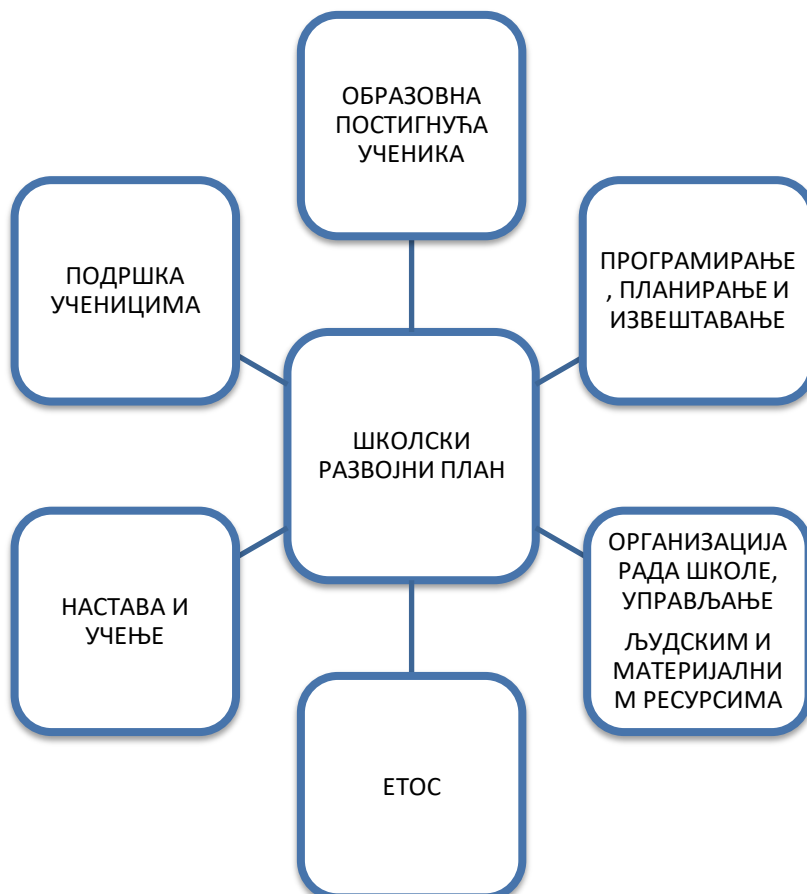 ОБРАЗОВНА
ПОСТИГНУЋА
УЧЕНИКА
ПРОГРАМИРАЊЕ
, ПЛАНИРАЊЕ И
ИЗВЕШТАВАЊЕ
ОРГАНИЗАЦИЈА
РАДА ШКОЛЕ,
УПРАВЉАЊЕ
ЉУДСКИМ И
МАТЕРИЈАЛНИ
М РЕСУРСИМА
ЕТОС
НАСТАВА И
УЧЕЊЕ
ПОДРШКА
УЧЕНИЦИМА
ШКОЛСКИ
РАЗВОЈНИ ПЛАН